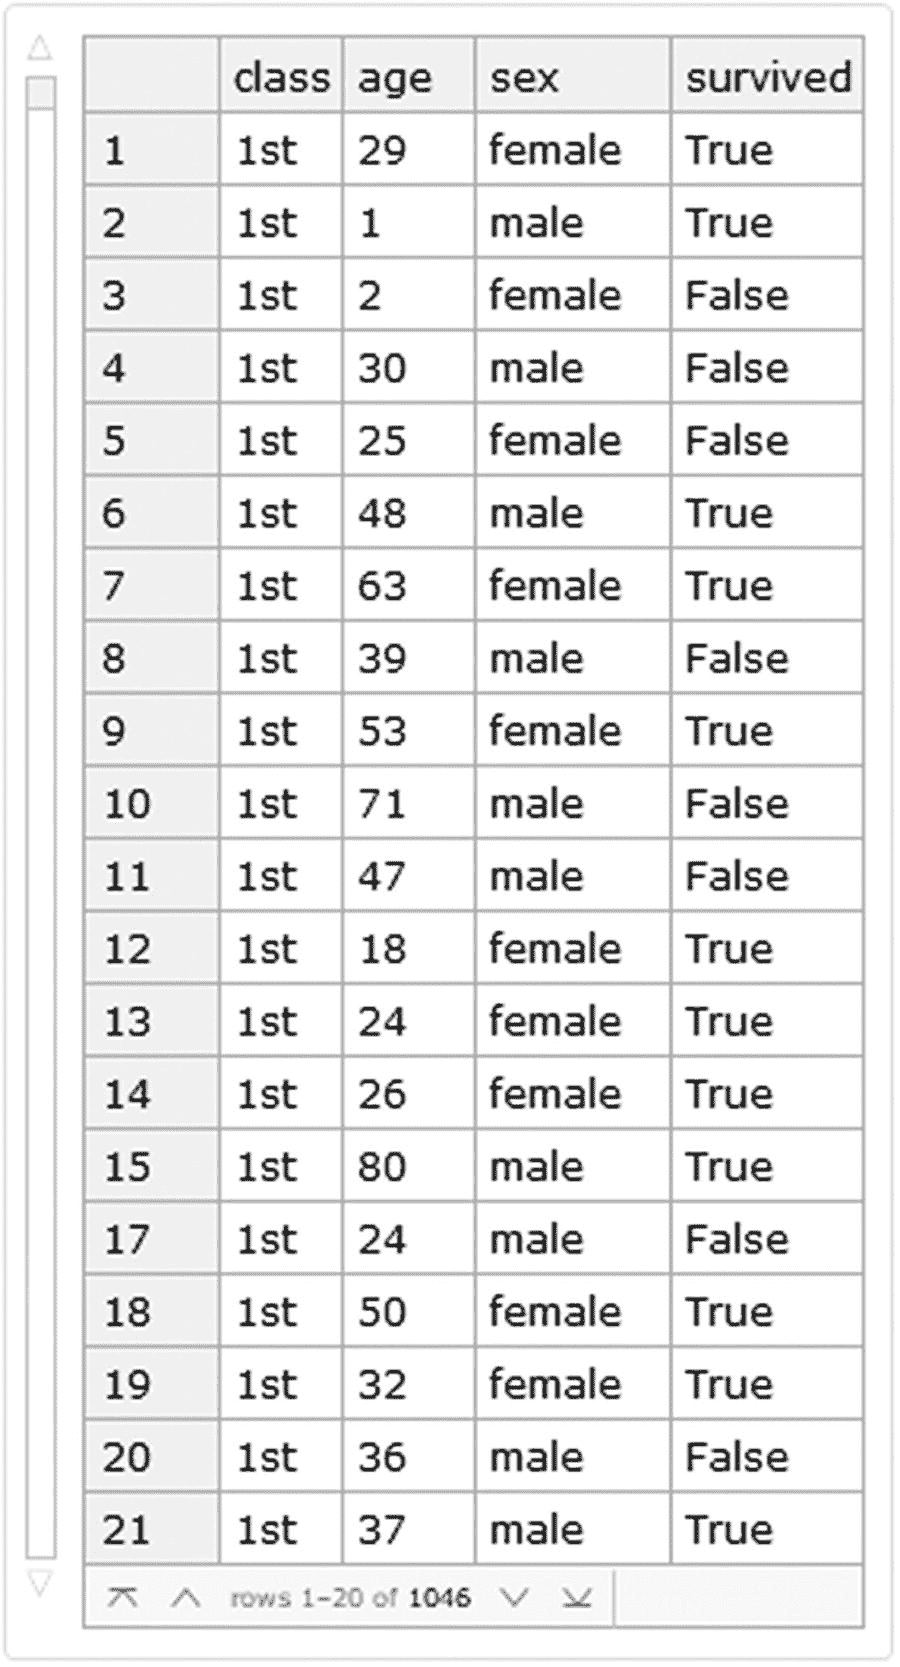 class age sex survived
1 1st 29 female True
2 1st 1 male True
3 1st 2 female False
4 1st 30 male False
5 1st 25 female False
6 1st 48 male True
7 1st 63 female True
8 1st 39 male False
9 1st 53 female True
10 1st 71 male False
11 1st 47 male False
12 1st 18 female True
13 1st 24 female True
14 1st 26 female True
15 1st 80 male True
17 1st 24 male False
18 1st 50 female True
19 1st 32 female True
20 1st 36 male False
21 1st 37 male True
rows 1–20 of 1046